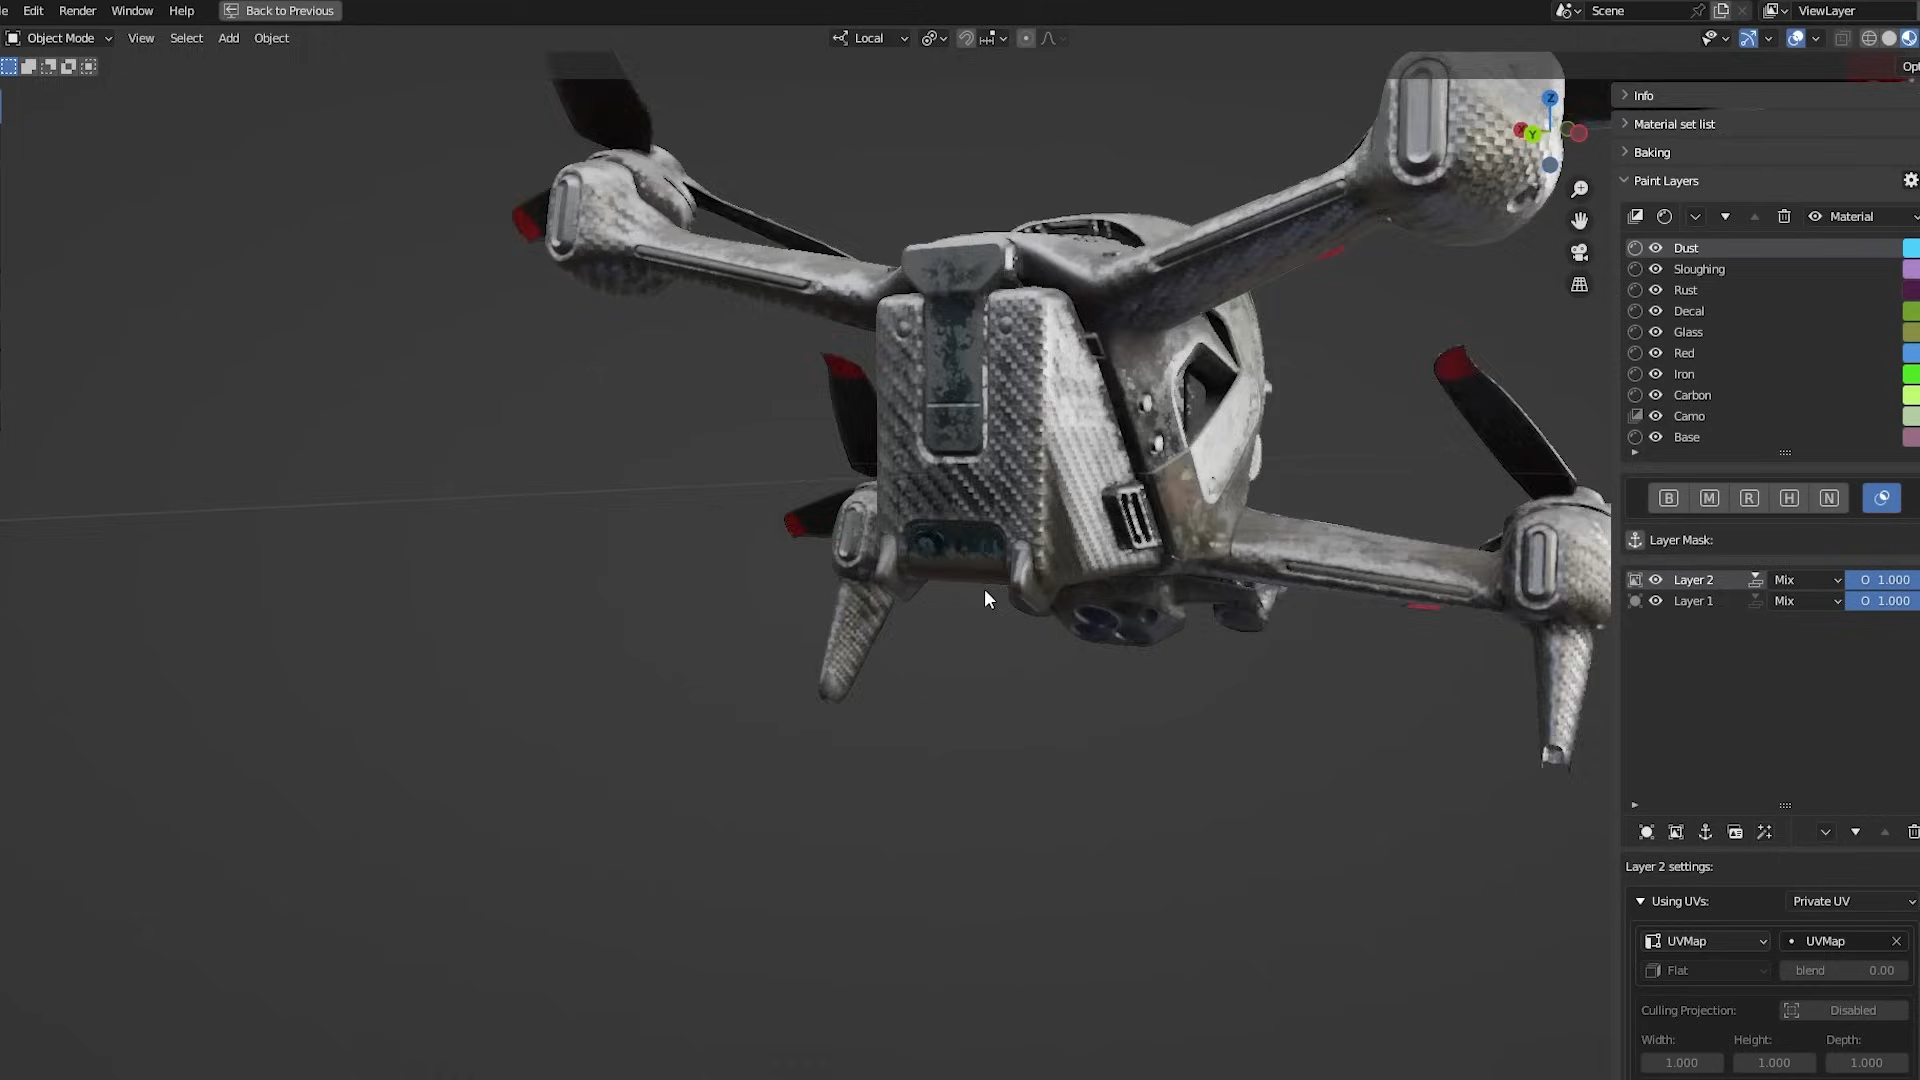 Edit Render Window Help Back to Previous Scene ViewLayer
Object Mode View Select Add Object Local
Z
X Y
Info
Material set list
Baking
Paint Layers
Material
Dust
Sloughing
Rust
Decal
Glass
Red
Iron
Carbon
Camo
Base
B M R H N
Layer Mask:
Layer 2 Mix O 1.000
Layer 1 Mix O 1.000
Layer 2 settings:
Using UVs: Private UV
UVMap UVMap
Flat blend 0.00
Culling Projection: Disabled
Width: Height: Depth:
1.000 1.000 1.000